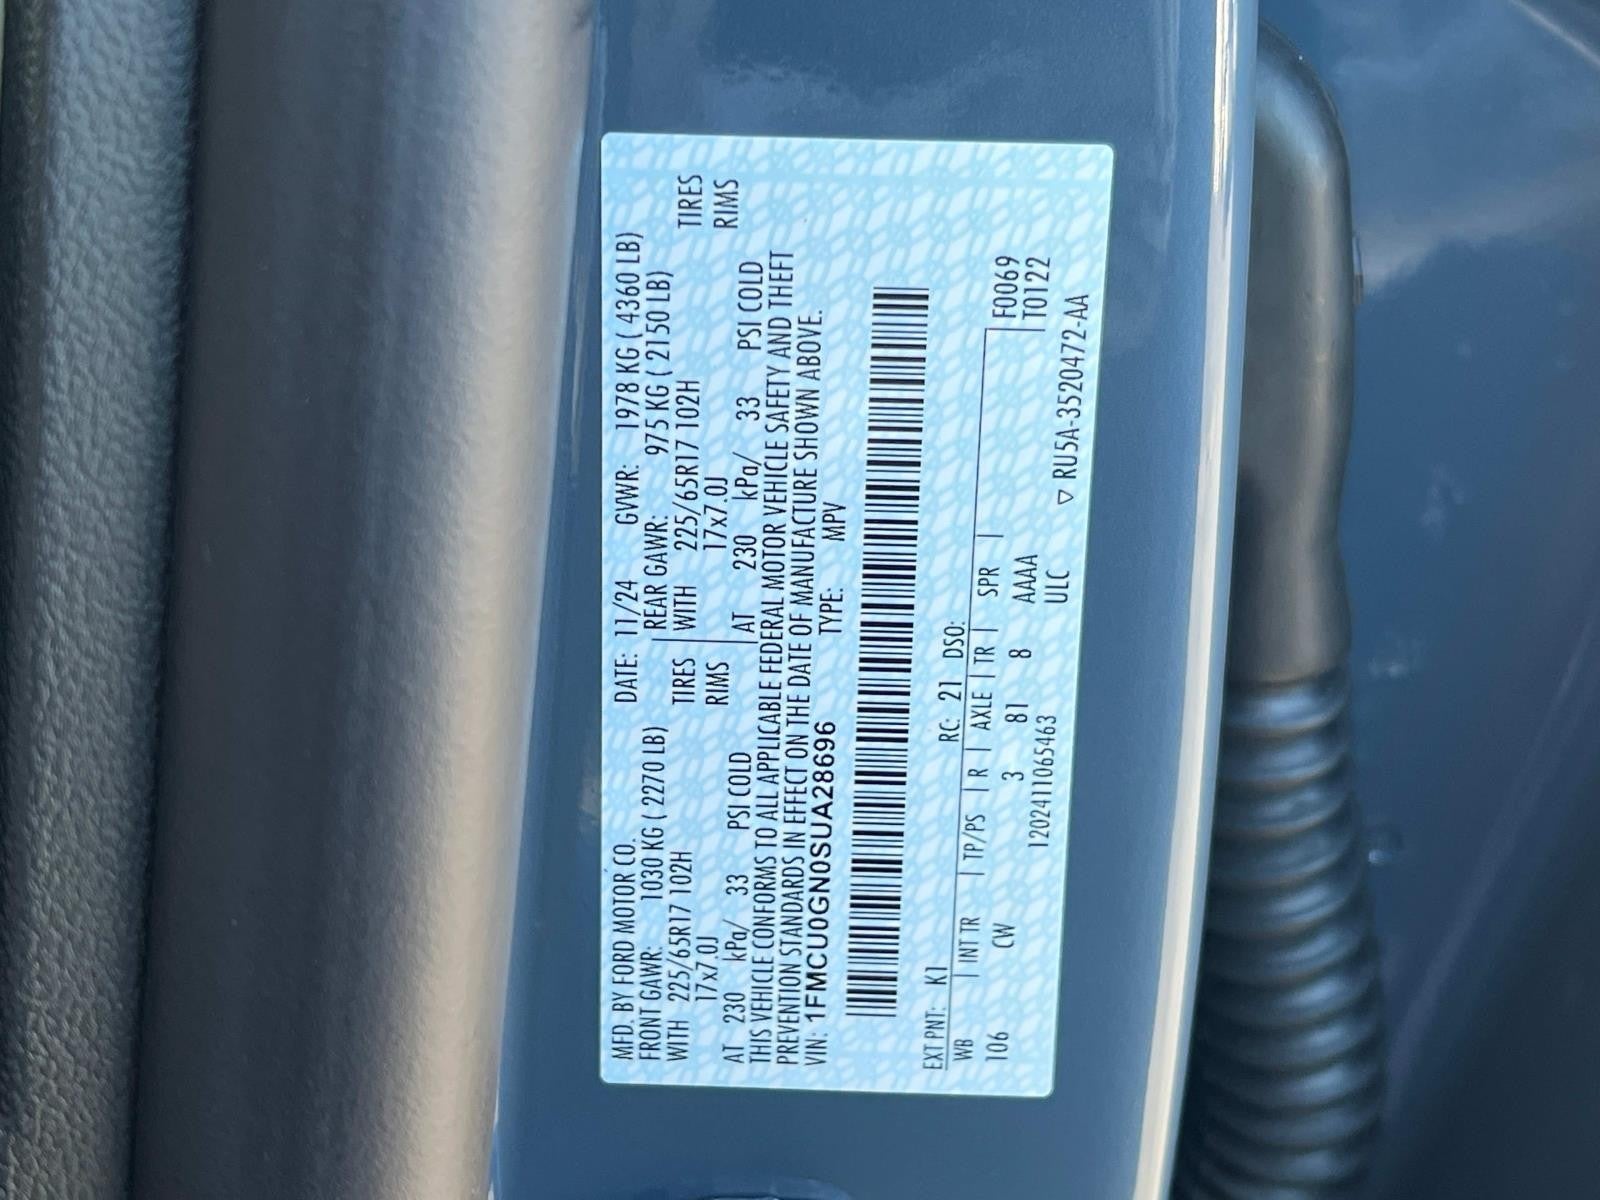 MFD. BY FORD MOTOR CO. DATE: 11/24 GVWR: 1978 KG ( 4360 LB)
FRONT GAWR: 1030 KG ( 2270 LB) REAR GAWR: 975 KG ( 2150 LB)
WITH 225/65R17 102H TIRES WITH 225/65R17 102H TIRES
17x7.0J RIMS 17x7.0J RIMS
AT 230 kPa/ 33 PSI COLD AT 230 kPa/ 33 PSI COLD
THIS VEHICLE CONFORMS TO ALL APPLICABLE FEDERAL MOTOR VEHICLE SAFETY AND THEFT
PREVENTION STANDARDS IN EFFECT ON THE DATE OF MANUFACTURE SHOWN ABOVE.
VIN: 1FMCU0GN0SUA28696 TYPE: MPV
EXT PNT: K1 RC: 21 DSO:
WB INT TR TP/PS R AXLE TR SPR F0069
106 CW 3 81 8 AAAA T0122
1202411065463 ULC
▽ RU5A-3520472-AA